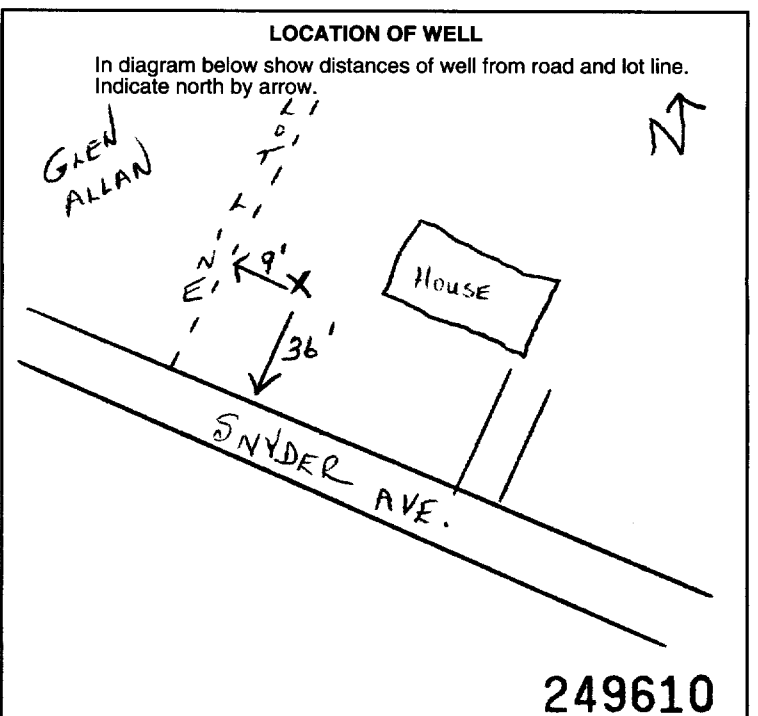 LOCATION OF WELL
In diagram below show distances of well from road and lot line.
Indicate north by arrow.
N
GLEN
ALLAN
LOT LINE
9'
X
36'
HOUSE
SNYDER AVE.
249610